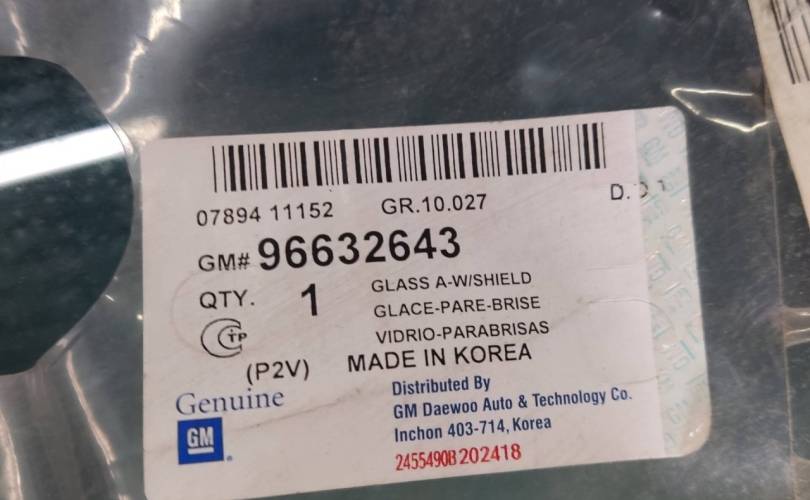 07894 11152 GR.10.027
GM# 96632643
QTY. 1
GLASS A-W/SHIELD
GLACE-PARE-BRISE
VIDRIO-PARABRISAS
(P2V) MADE IN KOREA
Genuine
GM
Distributed By
GM Daewoo Auto & Technology Co.
Inchon 403-714, Korea
2455490B202418